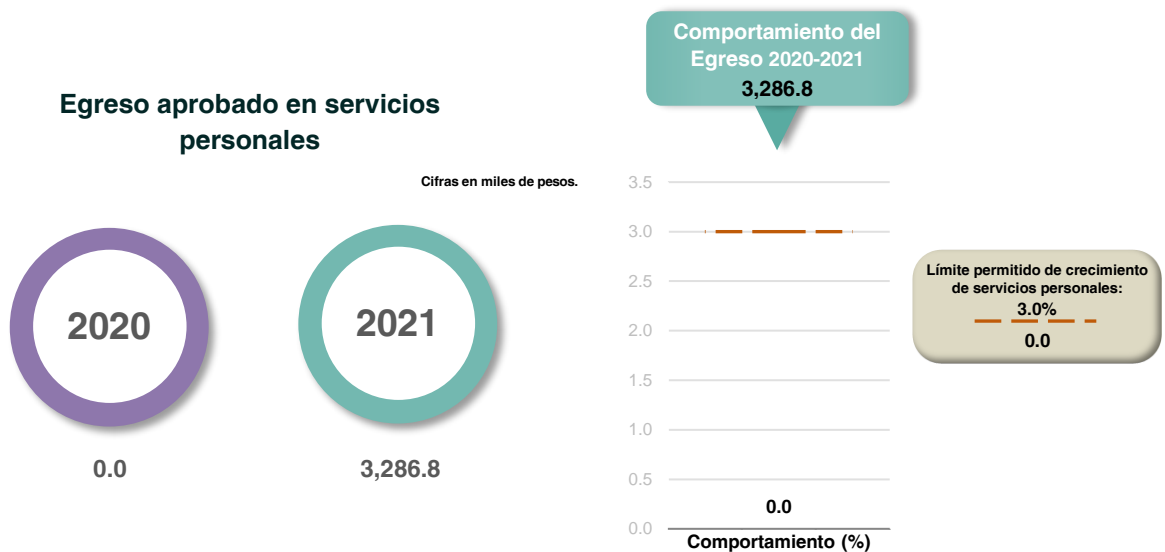 Egreso aprobado en servicios
personales
Cifras en miles de pesos.
2020
2021
0.0
3,286.8
Comportamiento del
Egreso 2020-2021
3,286.8
3.5
3.0
2.5
2.0
1.5
1.0
0.5
0.0
0.0
Comportamiento (%)
Límite permitido de crecimiento
de servicios personales:
3.0%
0.0